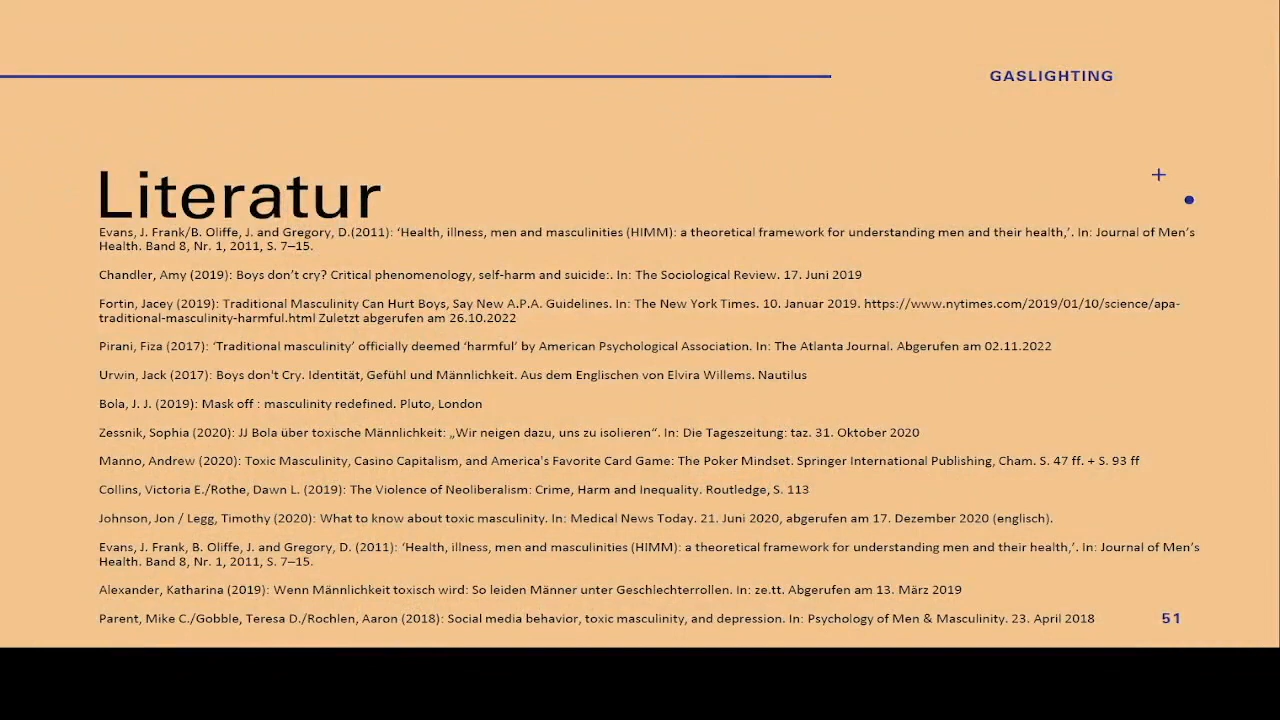 GASLIGHTING
Literatur
Evans, J. Frank/B. Oliffe, J. and Gregory, D.(2011): ‘Health, illness, men and masculinities (HIMM): a theoretical framework for understanding men and their health,’. In: Journal of Men’s
Health. Band 8, Nr. 1, 2011, S. 7–15.
Chandler, Amy (2019): Boys don’t cry? Critical phenomenology, self-harm and suicide:. In: The Sociological Review. 17. Juni 2019
Fortin, Jacey (2019): Traditional Masculinity Can Hurt Boys, Say New A.P.A. Guidelines. In: The New York Times. 10. Januar 2019. https://www.nytimes.com/2019/01/10/science/apa-
traditional-masculinity-harmful.html Zuletzt abgerufen am 26.10.2022
Pirani, Fiza (2017): ‘Traditional masculinity’ officially deemed ‘harmful’ by American Psychological Association. In: The Atlanta Journal. Abgerufen am 02.11.2022
Urwin, Jack (2017): Boys don't Cry. Identität, Gefühl und Männlichkeit. Aus dem Englischen von Elvira Willems. Nautilus
Bola, J. J. (2019): Mask off : masculinity redefined. Pluto, London
Zessnik, Sophia (2020): JJ Bola über toxische Männlichkeit: „Wir neigen dazu, uns zu isolieren“. In: Die Tageszeitung: taz. 31. Oktober 2020
Manno, Andrew (2020): Toxic Masculinity, Casino Capitalism, and America's Favorite Card Game: The Poker Mindset. Springer International Publishing, Cham. S. 47 ff. + S. 93 ff
Collins, Victoria E./Rothe, Dawn L. (2019): The Violence of Neoliberalism: Crime, Harm and Inequality. Routledge, S. 113
Johnson, Jon / Legg, Timothy (2020): What to know about toxic masculinity. In: Medical News Today. 21. Juni 2020, abgerufen am 17. Dezember 2020 (englisch).
Evans, J. Frank, B. Oliffe, J. and Gregory, D. (2011): ‘Health, illness, men and masculinities (HIMM): a theoretical framework for understanding men and their health,’. In: Journal of Men’s
Health. Band 8, Nr. 1, 2011, S. 7–15.
Alexander, Katharina (2019): Wenn Männlichkeit toxisch wird: So leiden Männer unter Geschlechterrollen. In: ze.tt. Abgerufen am 13. März 2019
Parent, Mike C./Gobble, Teresa D./Rochlen, Aaron (2018): Social media behavior, toxic masculinity, and depression. In: Psychology of Men & Masculinity. 23. April 2018
51